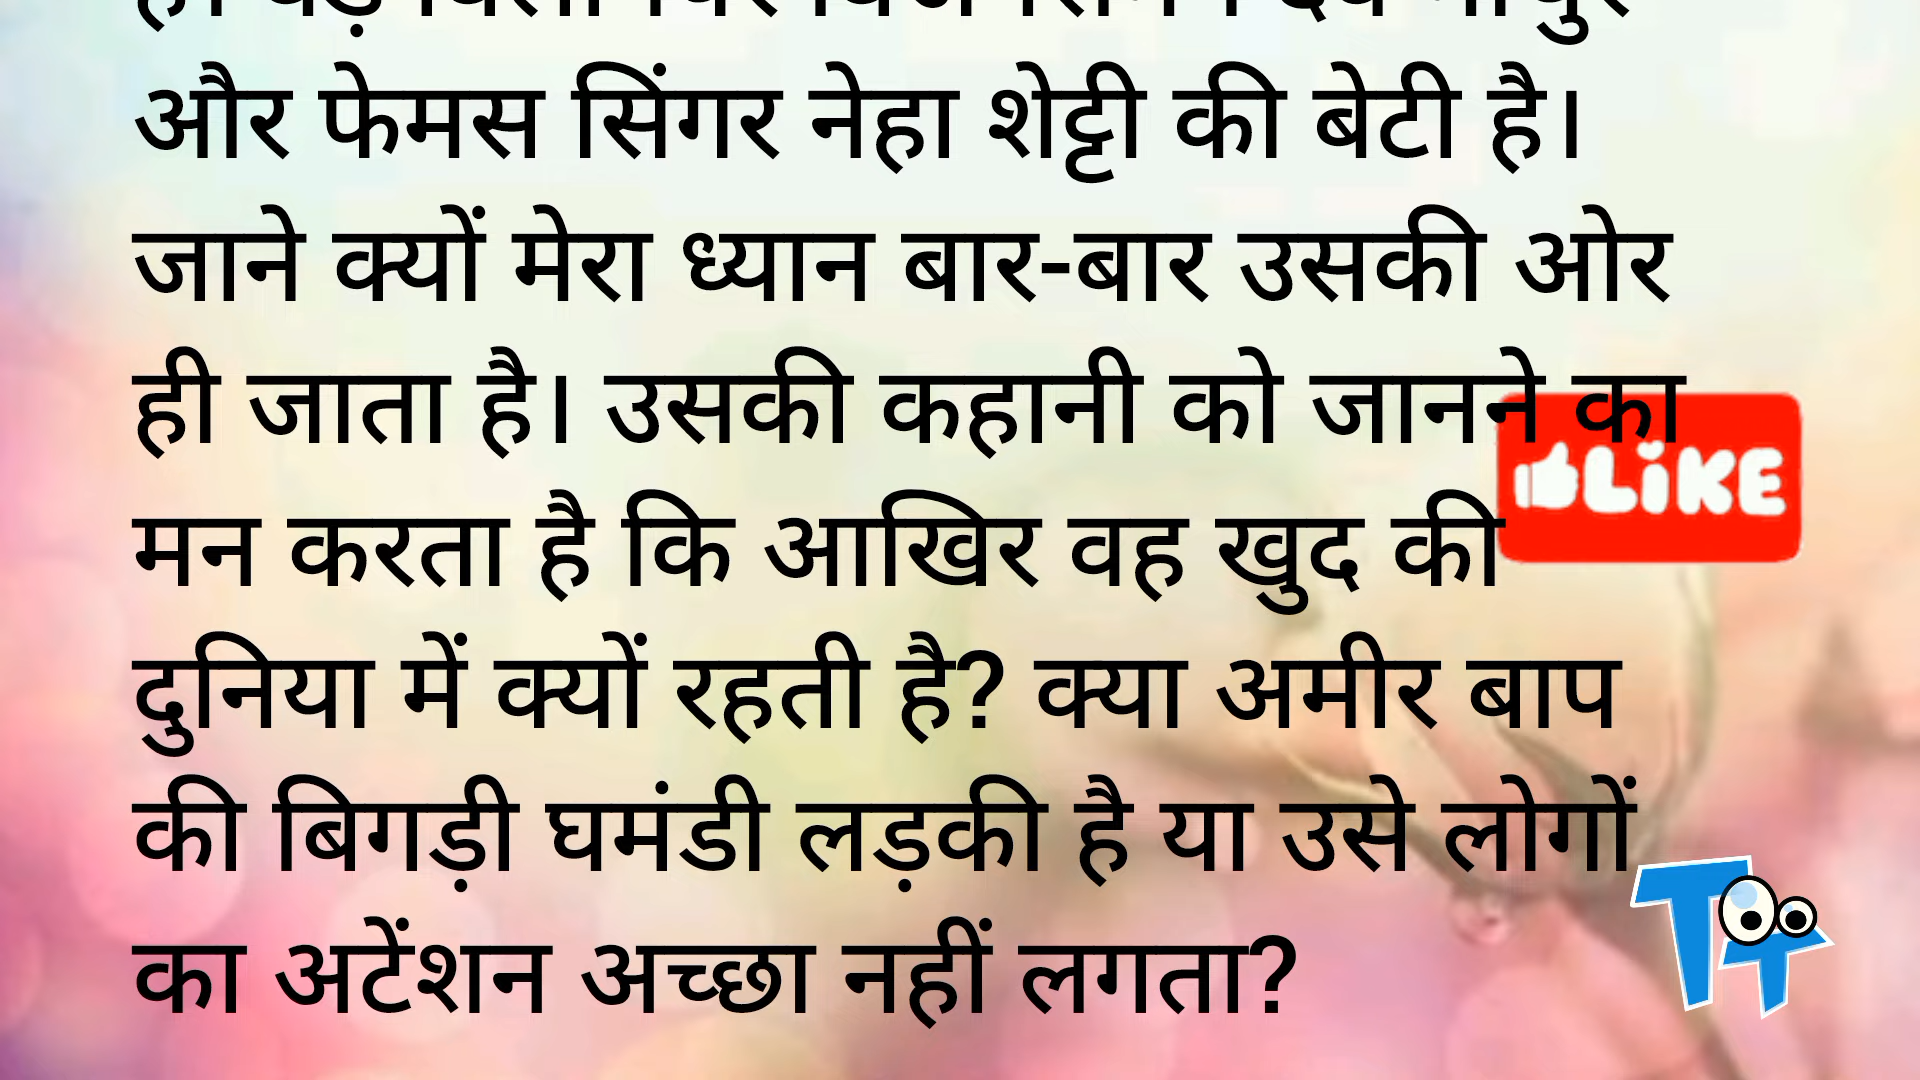 और फेमस सिंगर नेहा शेट्टी की बेटी है।
जाने क्यों मेरा ध्यान बार-बार उसकी ओर
ही जाता है। उसकी कहानी को जानने का
LiKE
मन करता है कि आखिर वह खुद की
दुनिया में क्यों रहती है? क्या अमीर बाप
की बिगड़ी घमंडी लड़की है या उसे लोगों
का अटेंशन अच्छा नहीं लगता?